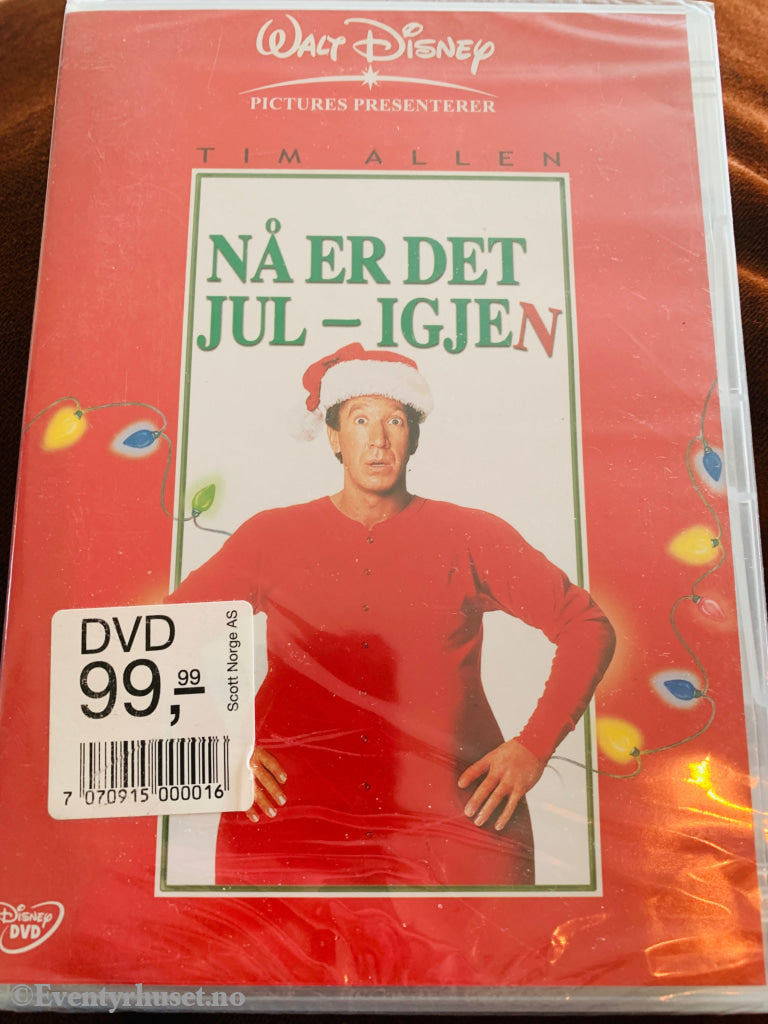 WALT DISNEY
PICTURES PRESENTERER
TIM ALLEN
NÅ ER DET
JUL – IGJEN
DVD
99,99
Scott Norge AS
7 070915 000016
DISNEY
DVD
©Eventyrhuset.no